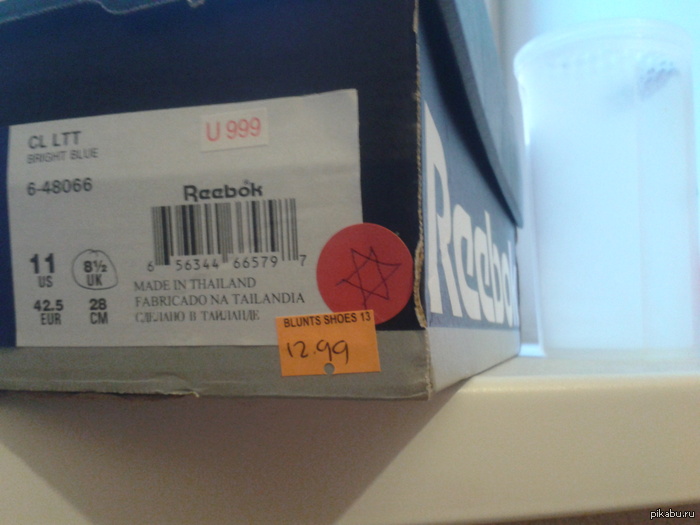 U 999
CL LTT
BRIGHT BLUE
6-48066
Reebok
6 56344 66579 7
11 US
8½ UK
42.5 EUR
28 CM
MADE IN THAILAND
FABRICADO NA TAILANDIA
СДЕЛАНО В ТАИЛАНДЕ
BLUNTS SHOES 13
12.99
Reebok
pikabu.ru